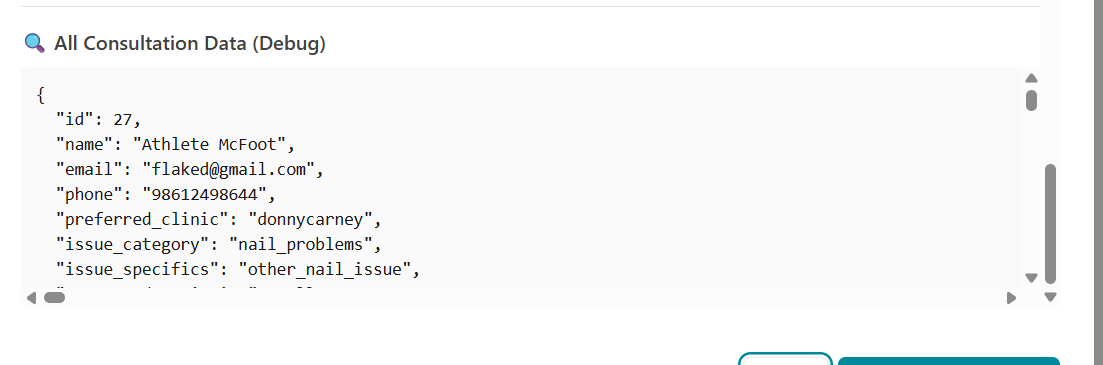 All Consultation Data (Debug)
{
"id": 27,
"name": "Athlete McFoot",
"email": "flaked@gmail.com",
"phone": "98612498644",
"preferred_clinic": "donnycarney",
"issue_category": "nail_problems",
"issue_specifics": "other_nail_issue",